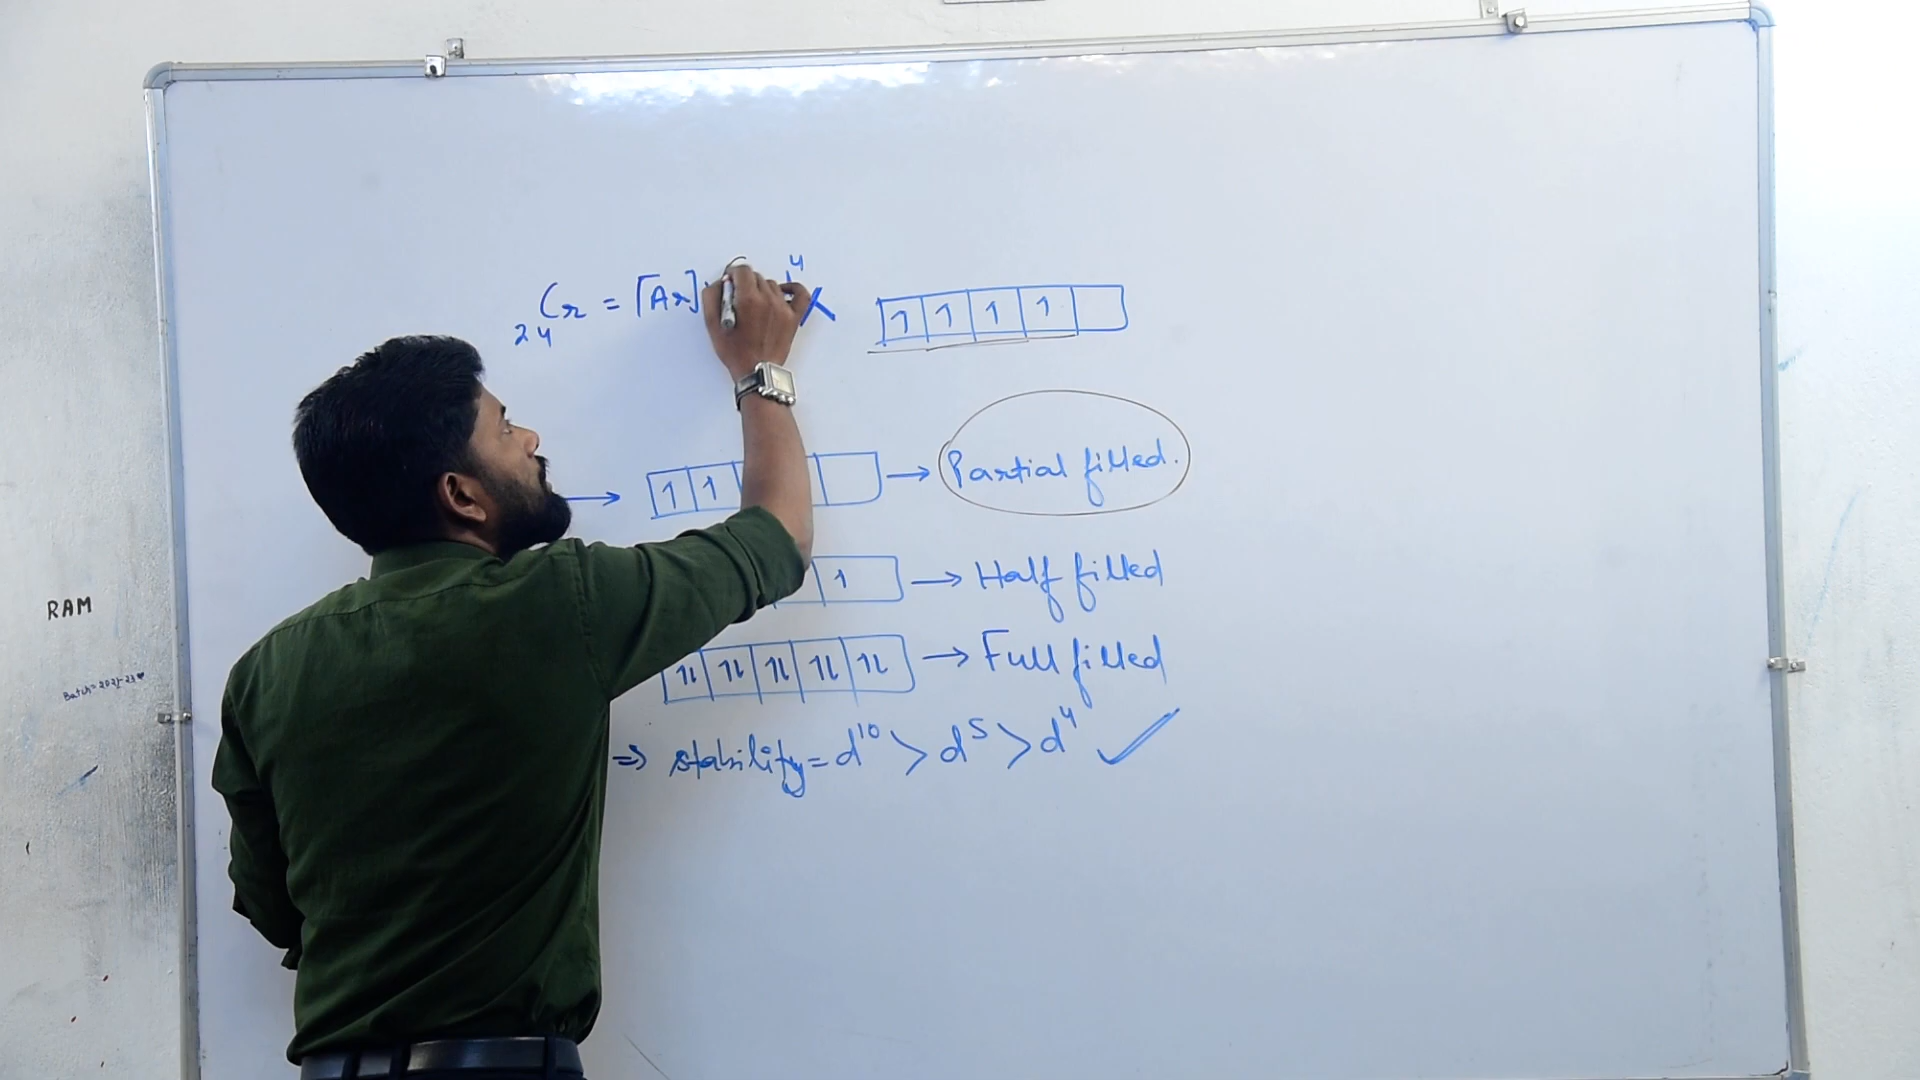 ₂₄Cr = [Ar] ⁴ X
1 1 1 1
1 1 → Partial filled.
1 → Half filled
1l 1l 1l 1l 1l → Full filled
⇒ stability = d¹⁰ > d⁵ > d⁴ ✓
RAM